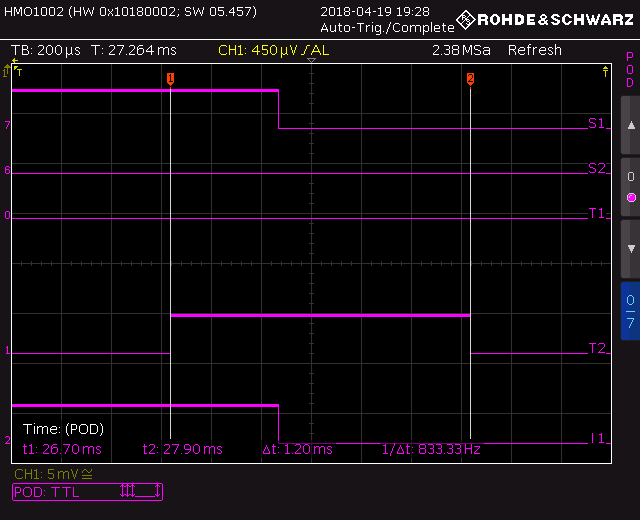 HMO1002 (HW 0x10180002; SW 05.457)
2018-04-19 19:28
Auto-Trig./Complete
ROHDE&SCHWARZ
TB: 200 µs T: 27.264 ms CH1: 450 µV / AL 2.38 MSa Refresh
POD
1 T T
1 2
7 S1
6 S2
0 T1
0
1 T2
0/7
2
Time: (POD)
t1: 26.70 ms t2: 27.90 ms Δt: 1.20 ms 1/Δt: 833.33 Hz
CH1: 5 mV ≅
POD: TTL